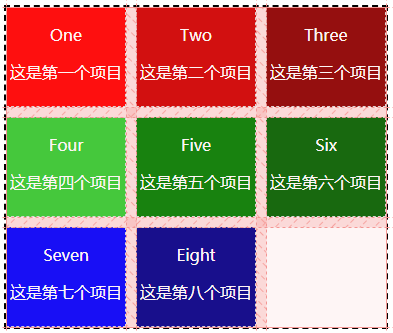 One
这是第一个项目
Two
这是第二个项目
Three
这是第三个项目
Four
这是第四个项目
Five
这是第五个项目
Six
这是第六个项目
Seven
这是第七个项目
Eight
这是第八个项目